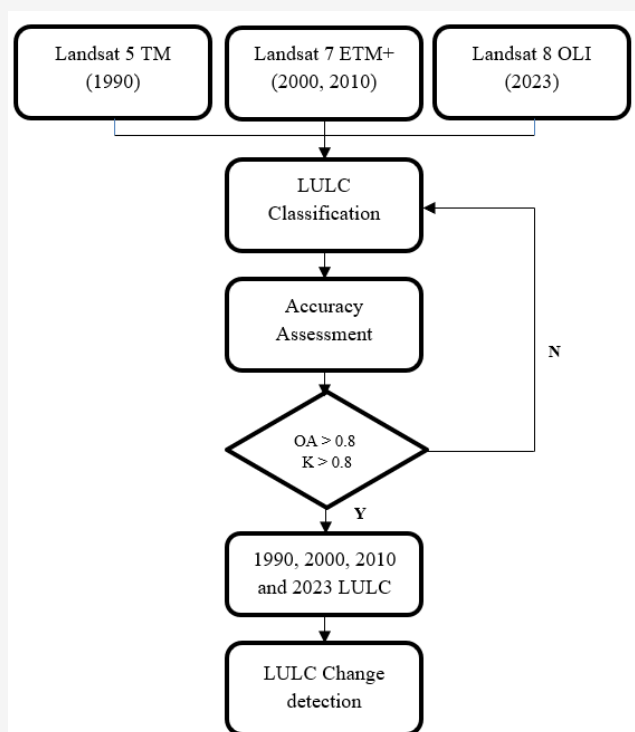 Landsat 5 TM
(1990)
Landsat 7 ETM+
(2000, 2010)
Landsat 8 OLI
(2023)
LULC
Classification
Accuracy
Assessment
N
OA > 0.8
K > 0.8
Y
1990, 2000, 2010
and 2023 LULC
LULC Change
detection